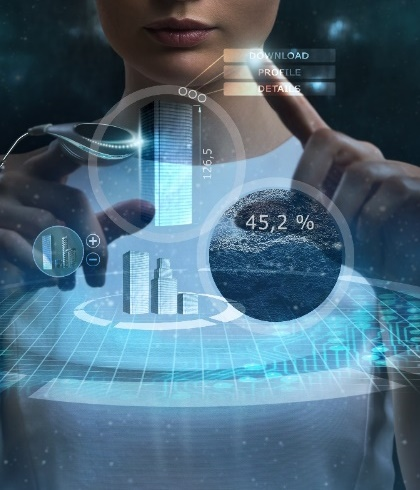 DOWNLOAD
PROFILE
DETAILS
126,5
45,2 %